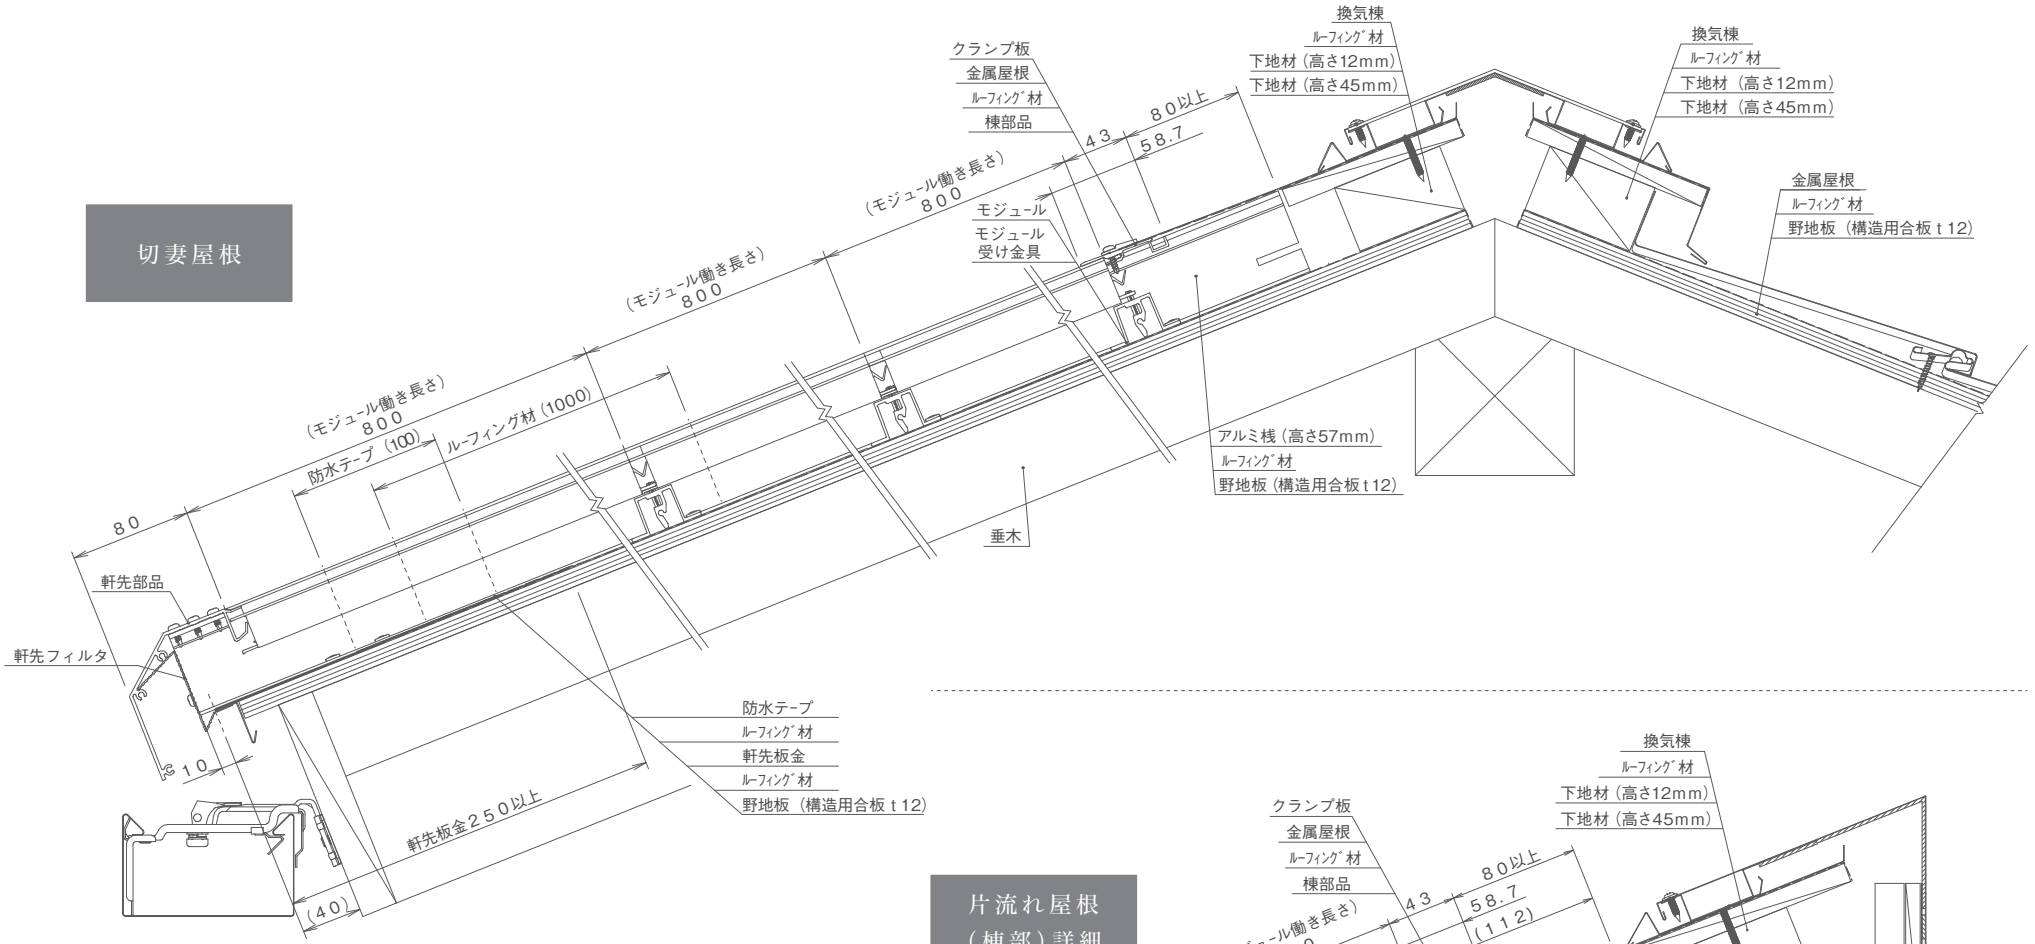 切妻屋根
クランプ板
金属屋根
ルーフィング材
棟部品
換気棟
ルーフィング材
下地材（高さ12mm）
下地材（高さ45mm）
換気棟
ルーフィング材
下地材（高さ12mm）
下地材（高さ45mm）
80以上
43
58.7
（モジュール働き長さ）
800
モジュール
モジュール
受け金具
金属屋根
ルーフィング材
野地板（構造用合板t12）
（モジュール働き長さ）
800
（モジュール働き長さ）
800
ルーフィング材（1000）
防水テープ（100）
80
アルミ桟（高さ57mm）
ルーフィング材
野地板（構造用合板t12）
垂木
軒先部品
軒先フィルタ
防水テープ
ルーフィング材
軒先板金
ルーフィング材
野地板（構造用合板t12）
10
軒先板金250以上
（40）
片流れ屋根
（棟部）詳細
換気棟
ルーフィング材
下地材（高さ12mm）
下地材（高さ45mm）
クランプ板
金属屋根
ルーフィング材
棟部品
80以上
43
58.7
（112）
ール働き長さ）